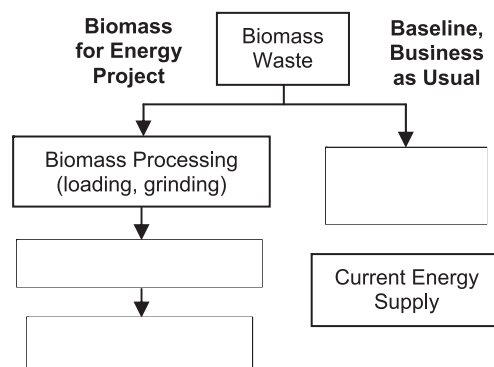 Biomass
for Energy
Project
Biomass
Waste
Baseline,
Business
as Usual
Biomass Processing
(loading, grinding)
Current Energy
Supply